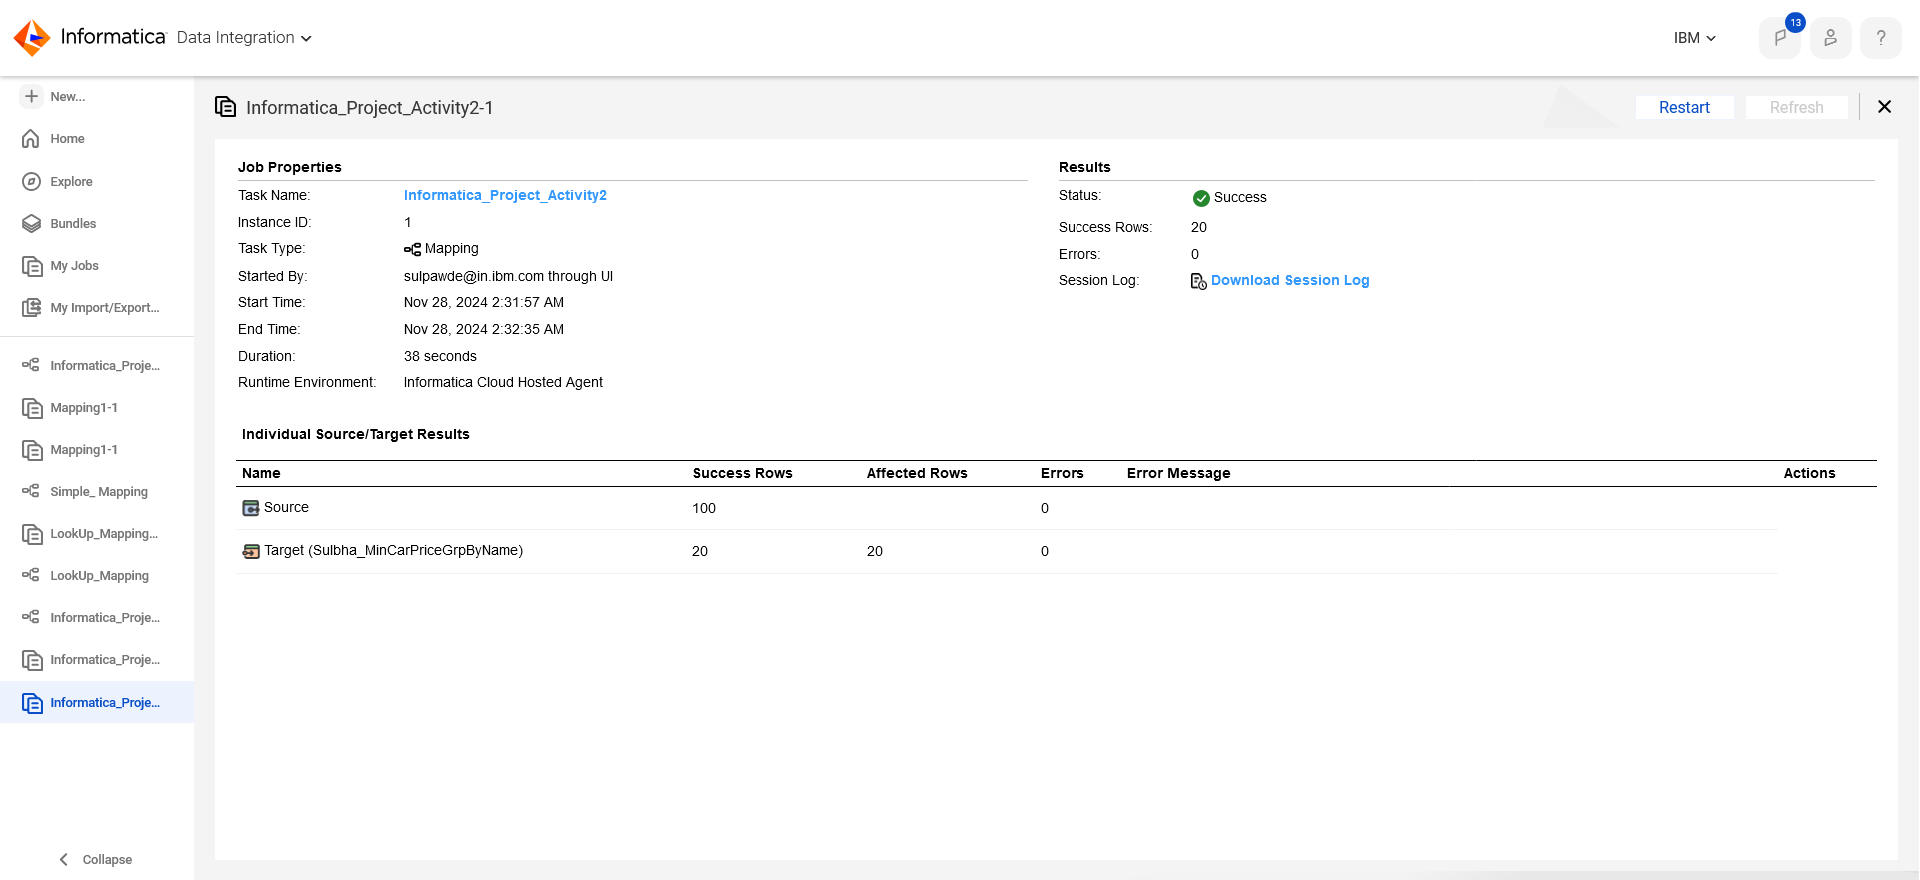 Informatica Data Integration
IBM
13
?
New...
Home
Explore
Bundles
My Jobs
My Import/Export...
Informatica_Proje...
Mapping1-1
Mapping1-1
Simple_ Mapping
LookUp_Mapping...
LookUp_Mapping
Informatica_Proje...
Informatica_Proje...
Informatica_Proje...
Collapse
Informatica_Project_Activity2-1
Restart
Refresh
Job Properties
Task Name: Informatica_Project_Activity2
Instance ID: 1
Task Type: Mapping
Started By: sulpawde@in.ibm.com through UI
Start Time: Nov 28, 2024 2:31:57 AM
End Time: Nov 28, 2024 2:32:35 AM
Duration: 38 seconds
Runtime Environment: Informatica Cloud Hosted Agent
Results
Status: Success
Success Rows: 20
Errors: 0
Session Log: Download Session Log
Individual Source/Target Results
Name Success Rows Affected Rows Errors Error Message Actions
Source 100 0
Target (Sulbha_MinCarPriceGrpByName) 20 20 0